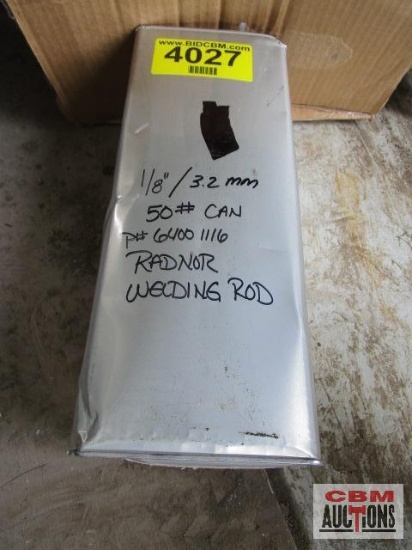 www.BIDCBM.com
4027
1/8"/3.2 mm
50# CAN
P# 64001116
RADNOR
WELDING ROD
CBM
AUCTIONS